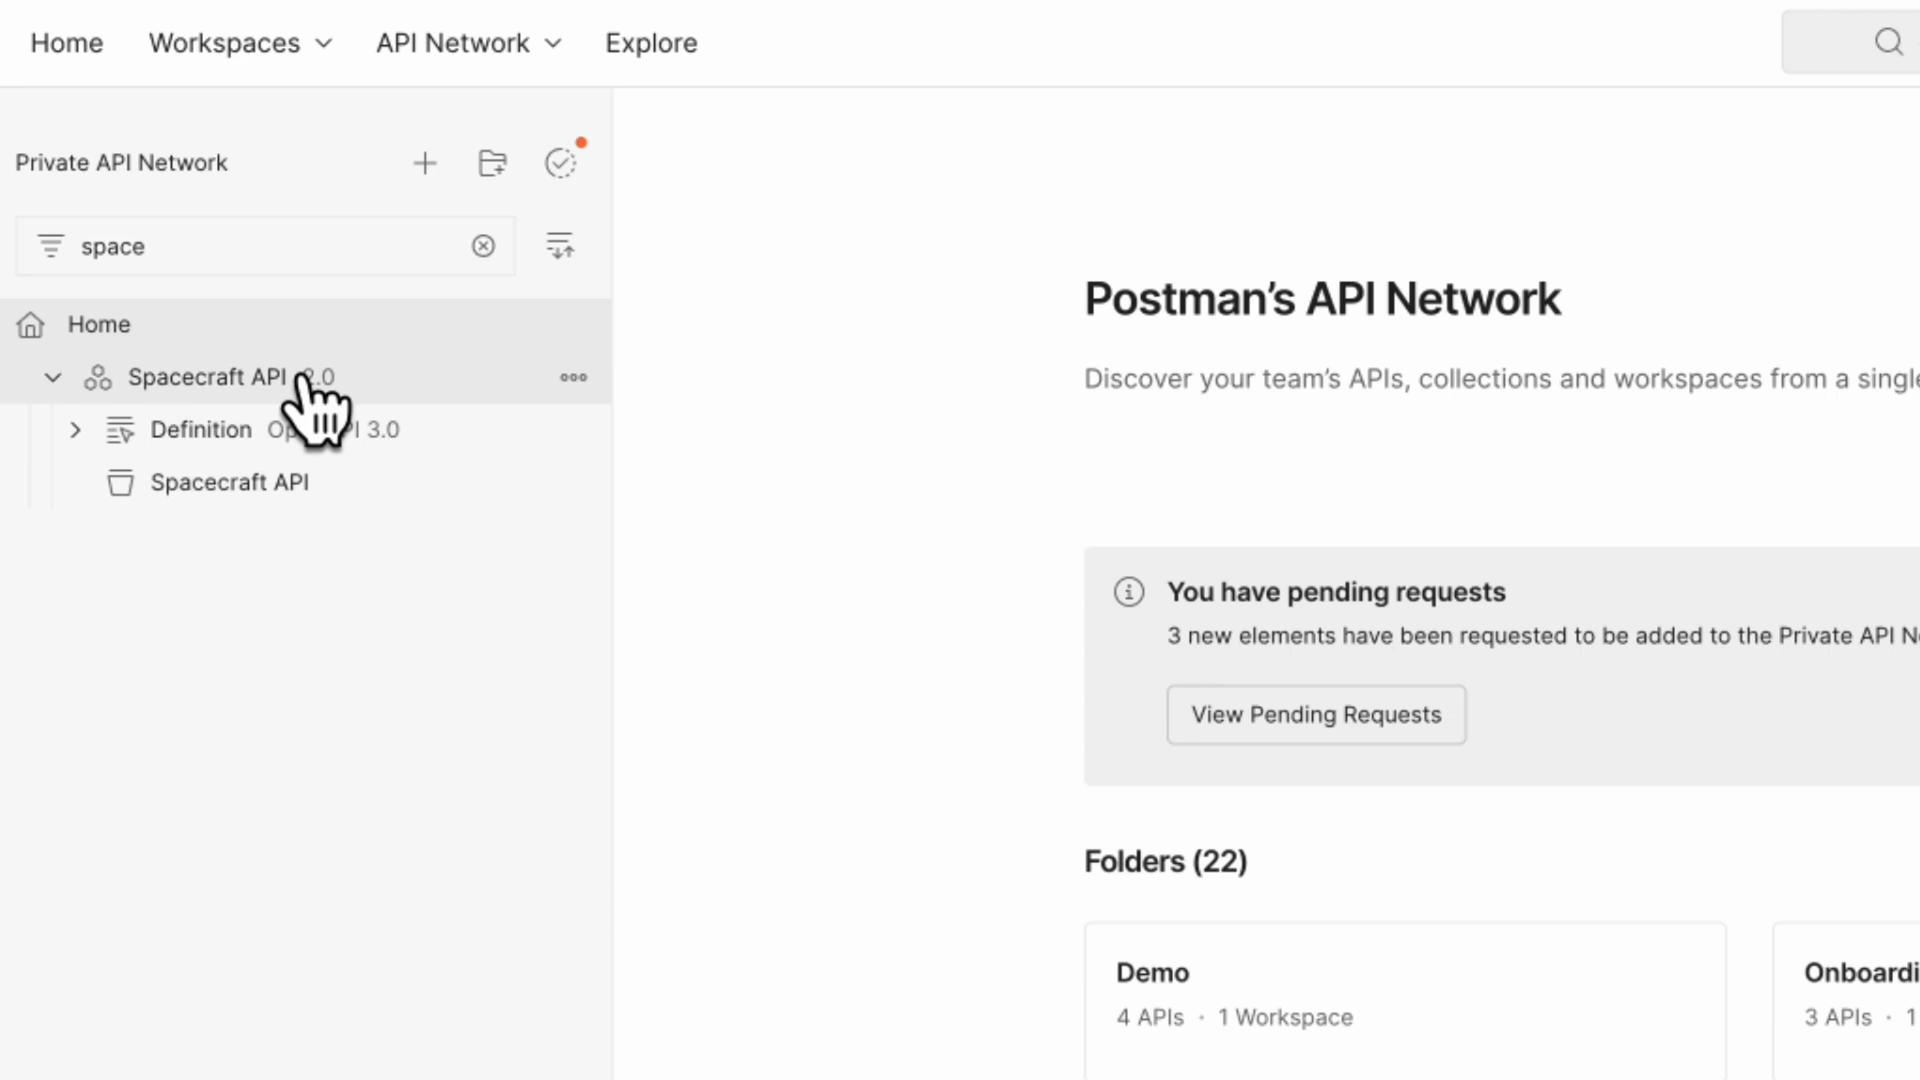 Home Workspaces API Network Explore
Private API Network
space
Home
Spacecraft API 2.0
Definition 3.0
Spacecraft API
Postman’s API Network
Discover your team’s APIs, collections and workspaces from a
You have pending requests
3 new elements have been requested to be added to the Private API
View Pending Requests
Folders (22)
Demo
4 APIs · 1 Workspace
3 APIs · 1